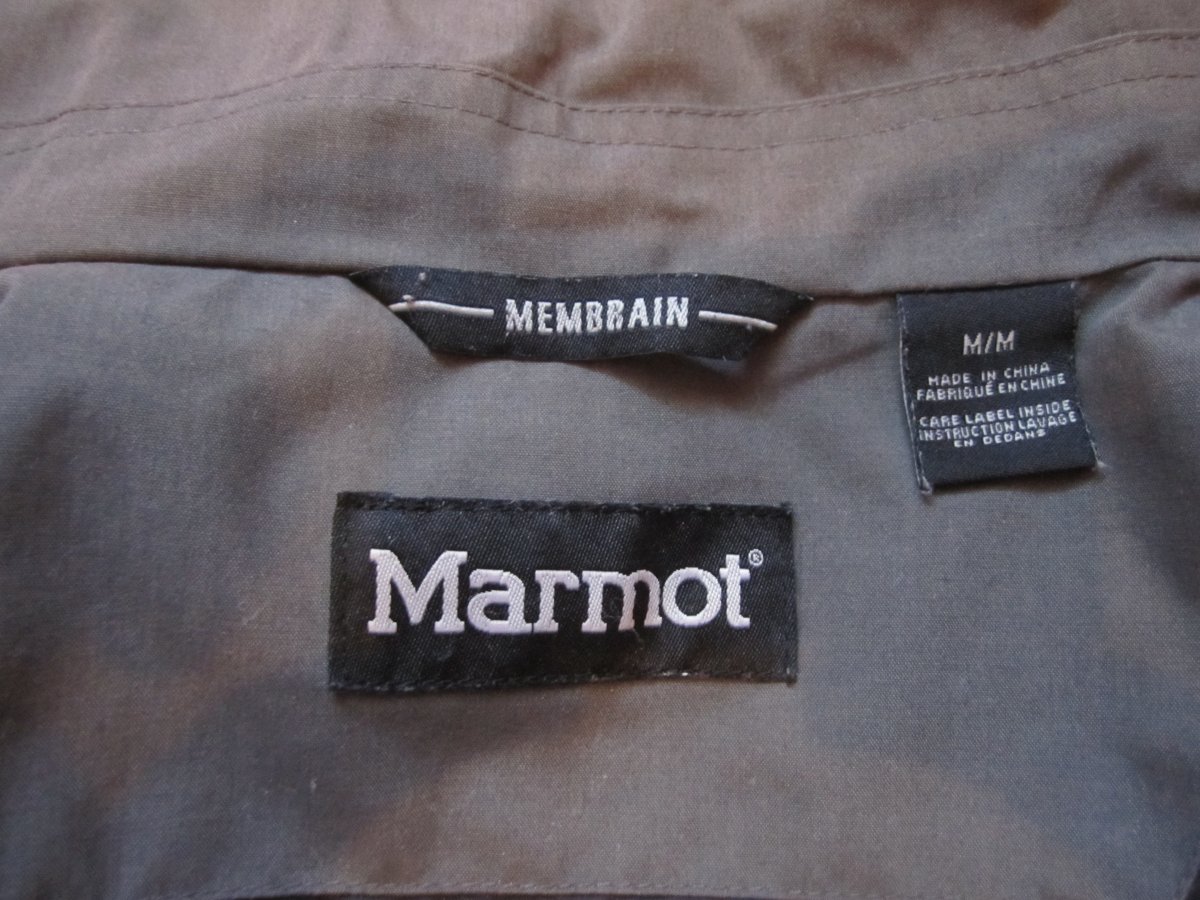 MEMBRAIN
M/M
MADE IN CHINA
FABRIQUÉ EN CHINE
CARE LABEL INSIDE
INSTRUCTION LAVAGE
EN DEDANS
Marmot®